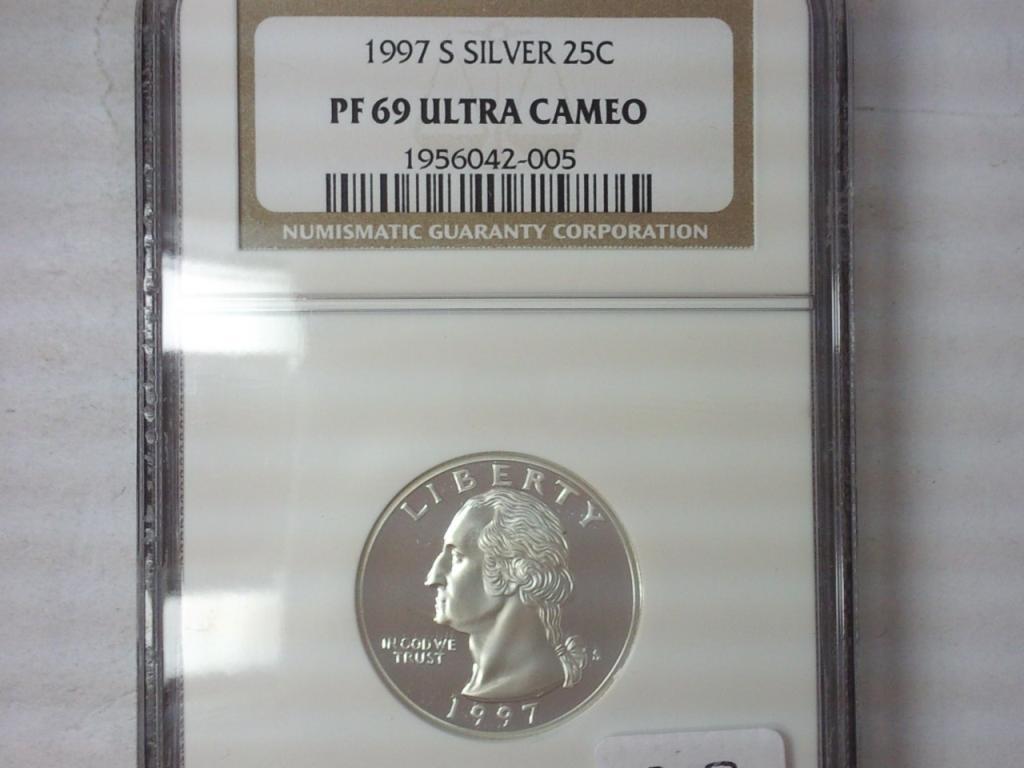 1997 S SILVER 25C
PF 69 ULTRA CAMEO
1956042-005
NUMISMATIC GUARANTY CORPORATION
LIBERTY
IN GOD WE
TRUST
S
1997